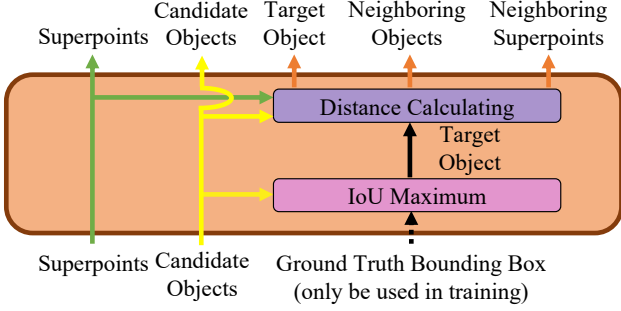 Superpoints
Candidate
Objects
Target
Object
Neighboring
Objects
Neighboring
Superpoints
Distance Calculating
Target
Object
IoU Maximum
Superpoints
Candidate
Objects
Ground Truth Bounding Box
(only be used in training)